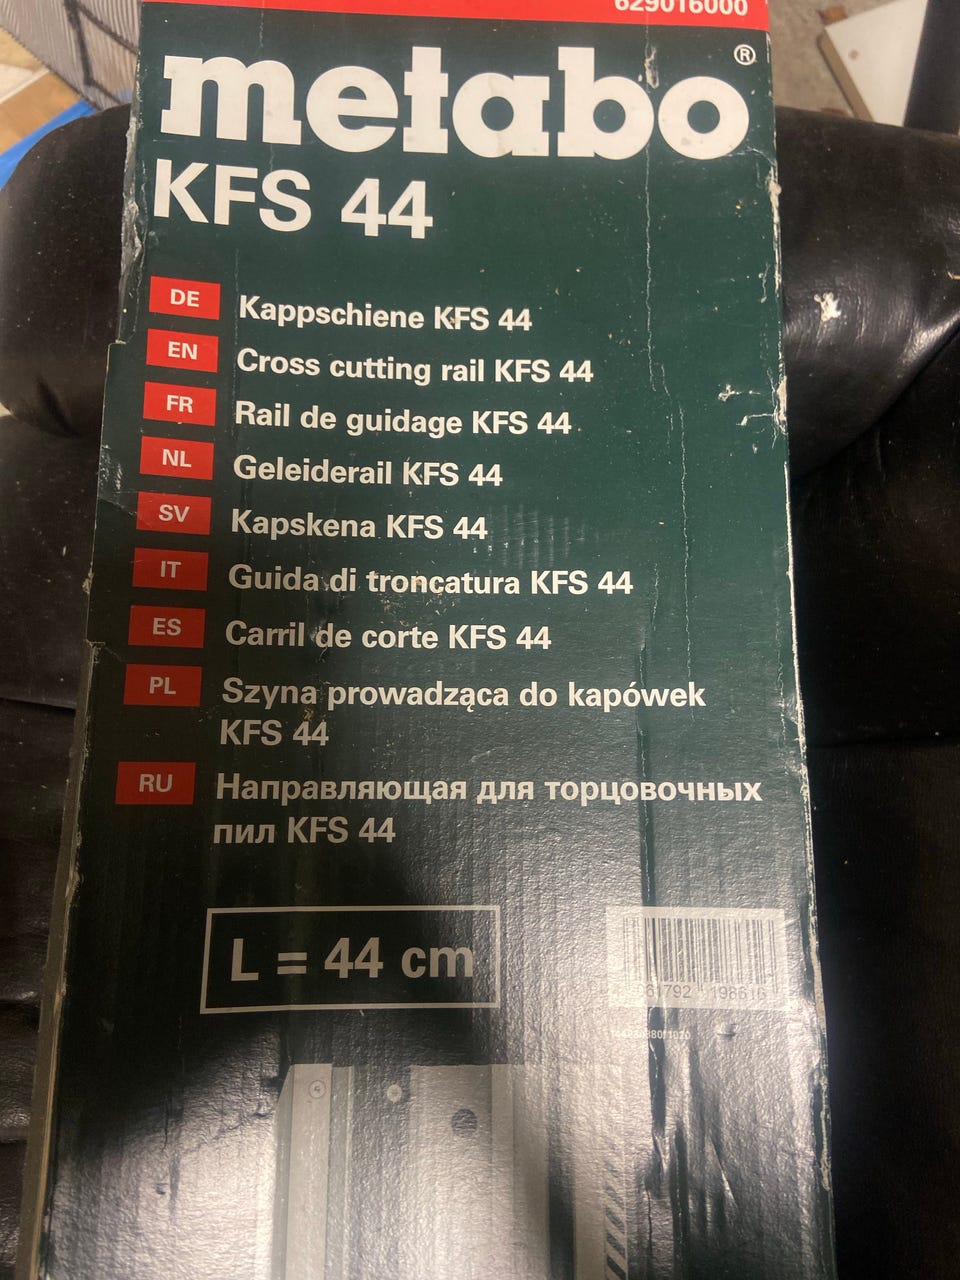 629016000
metabo®
KFS 44
DE Kappschiene KFS 44
EN Cross cutting rail KFS 44
FR Rail de guidage KFS 44
NL Geleiderail KFS 44
SV Kapskena KFS 44
IT Guida di troncatura KFS 44
ES Carril de corte KFS 44
PL Szyna prowadząca do kapówek
KFS 44
RU Направляющая для торцовочных
пил KFS 44
L = 44 cm